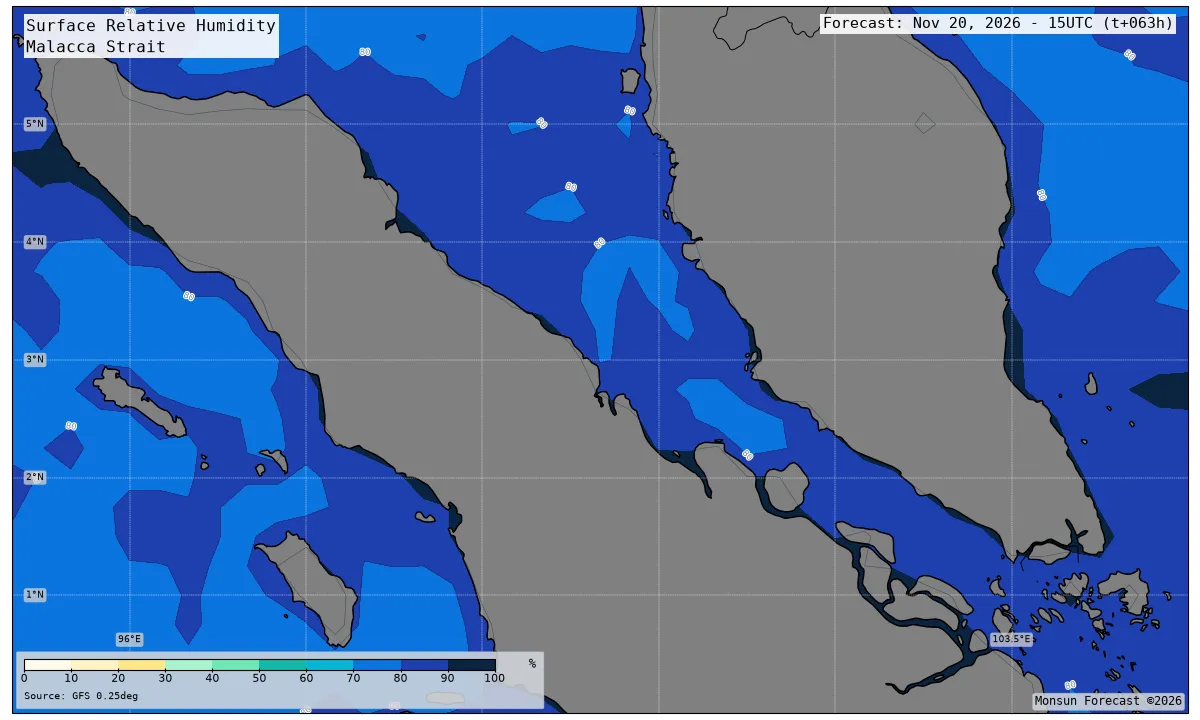 Surface Relative Humidity
Malacca Strait
Forecast: Nov 20, 2026 - 15UTC (t+063h)
80
80
80
80
80
5°N
80
80
4°N
80
80
3°N
80
80
2°N
1°N
96°E
103.5°E
%
0 10 20 30 40 50 60 70 80 90 100
Source: GFS 0.25deg
80
Monsun Forecast ©2026